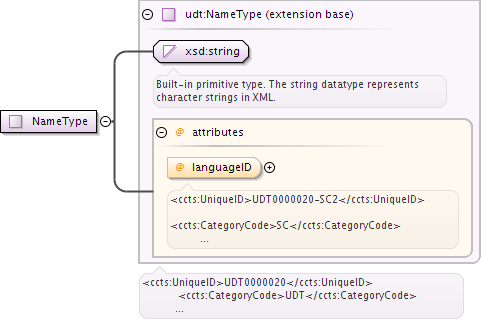 udt:NameType (extension base)
xsd:string
Built-in primitive type. The string datatype represents
character strings in XML.
NameType
@ attributes
@ languageID
<ccts:UniqueID>UDT0000020-SC2</ccts:UniqueID>
<ccts:CategoryCode>SC</ccts:CategoryCode>
...
<ccts:UniqueID>UDT0000020</ccts:UniqueID>
<ccts:CategoryCode>UDT</ccts:CategoryCode>
...